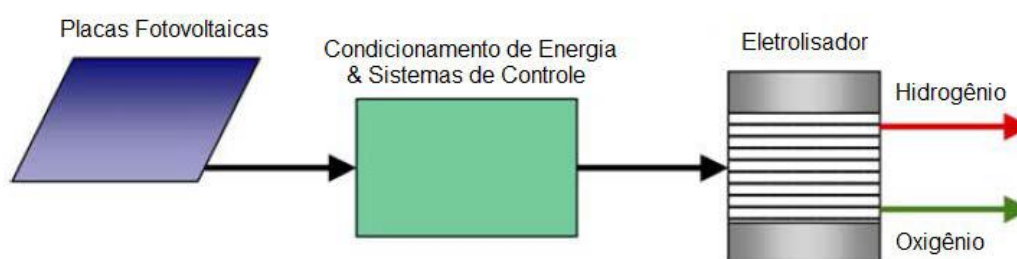 Placas Fotovoltaicas
Condicionamento de Energia
& Sistemas de Controle
Eletrolisador
Hidrogênio
Oxigênio